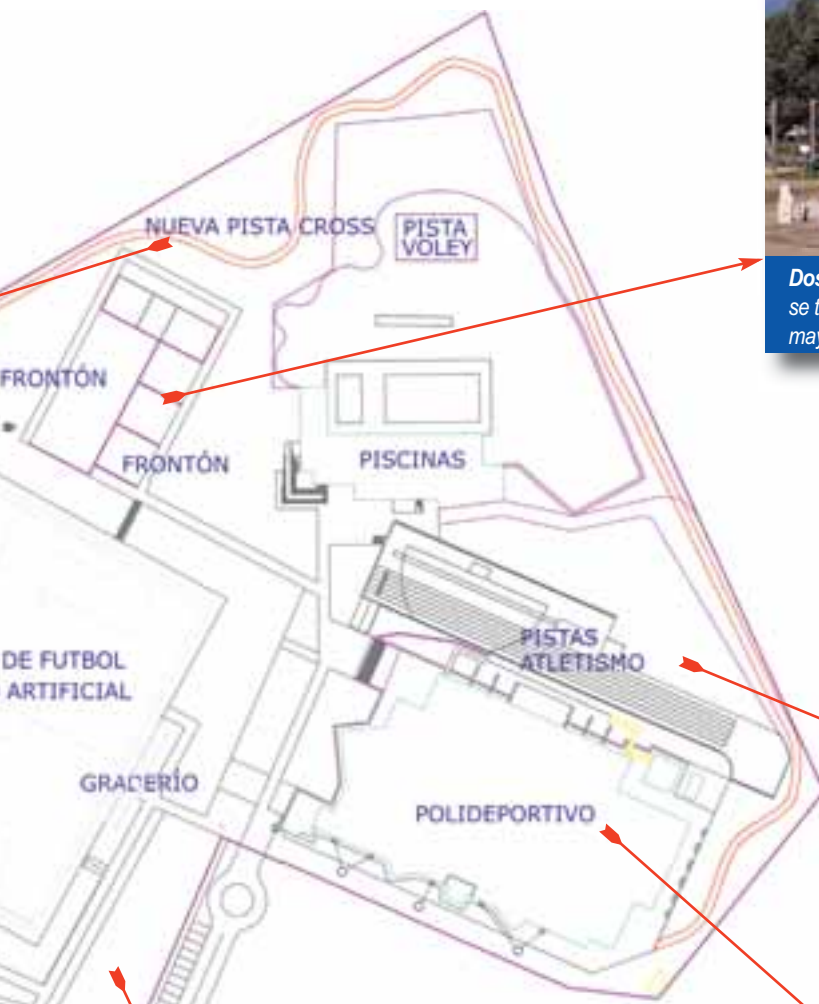 NUEVA PISTA CROSS
PISTA
VOLEY
Dos
se t
may
FRONTÓN
FRONTÓN
PISCINAS
PISTAS
ATLETISMO
DE FUTBOL
ARTIFICIAL
GRADERÍO
POLIDEPORTIVO